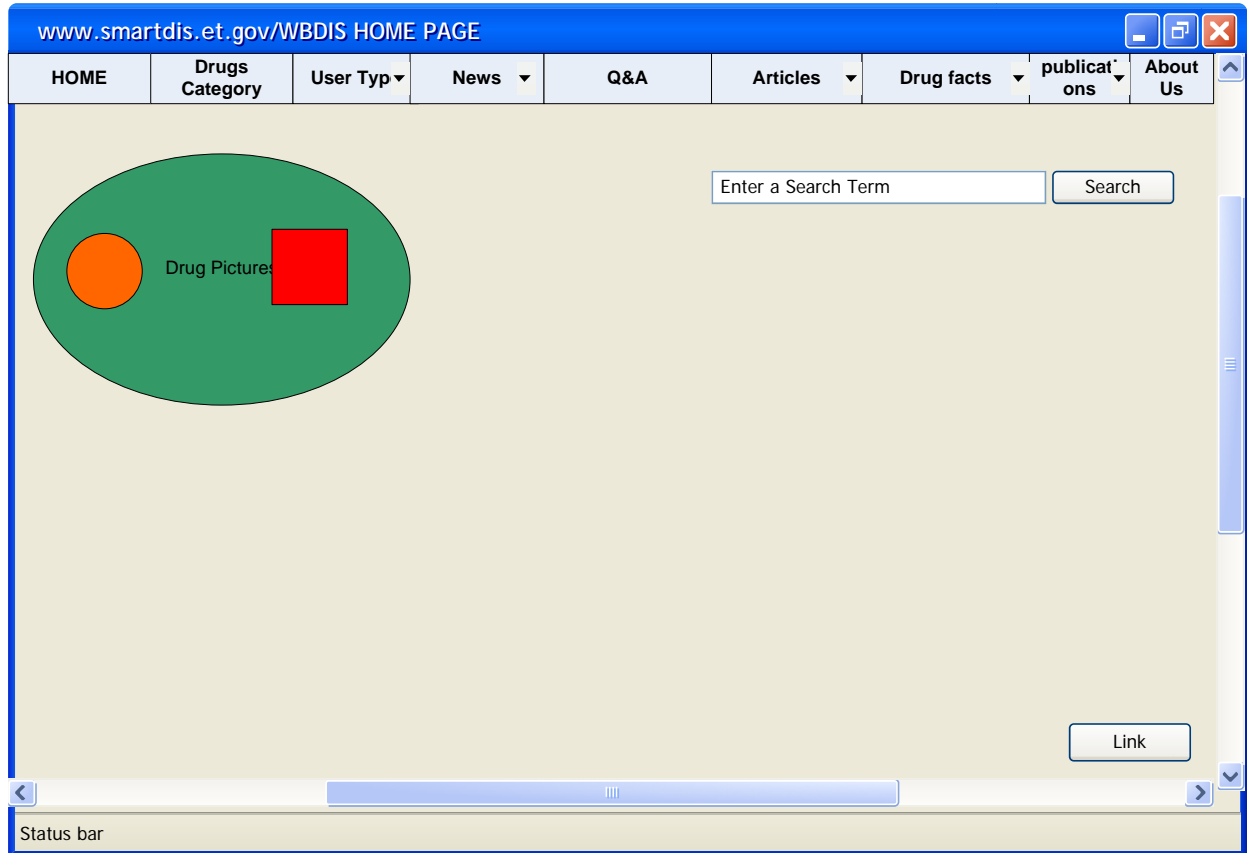 www.smartdis.et.gov/WBDIS HOME PAGE
HOME
Drugs
Category
User Typ
News
Q&A
Articles
Drug facts
publicati
ons
About
Us
Enter a Search Term
Search
Drug Pictures
Link
Status bar